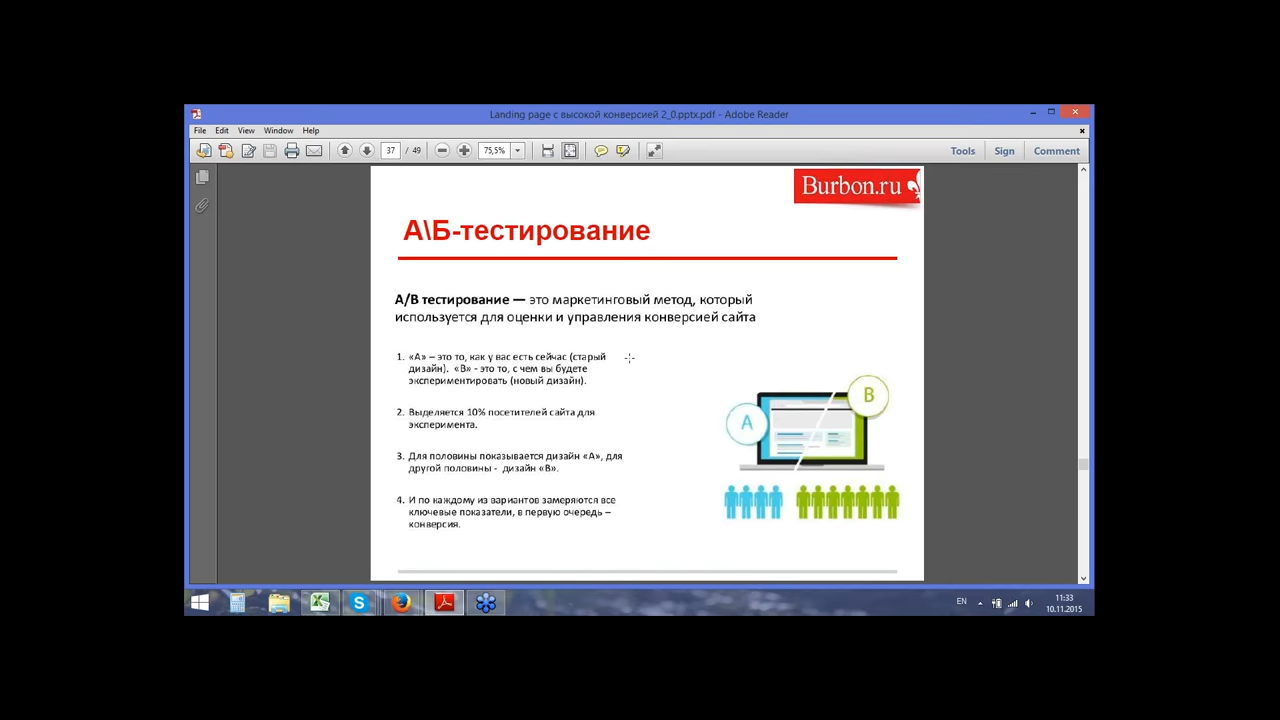 Landing page с высокой конверсией 2_0.pptx.pdf - Adobe Reader
File Edit View Window Help
37 / 49 75,5% Tools Sign Comment
Burbon.ru
А\Б-тестирование
A/B тестирование — это маркетинговый метод, который
используется для оценки и управления конверсией сайта
1. «А» – это то, как у вас есть сейчас (старый
дизайн). «В» - это то, с чем вы будете
экспериментировать (новый дизайн).
2. Выделяется 10% посетителей сайта для
эксперимента.
3. Для половины показывается дизайн «А», для
другой половины - дизайн «В».
4. И по каждому из вариантов замеряются все
ключевые показатели, в первую очередь –
конверсия.
A
B
EN
11:33
10.11.2015